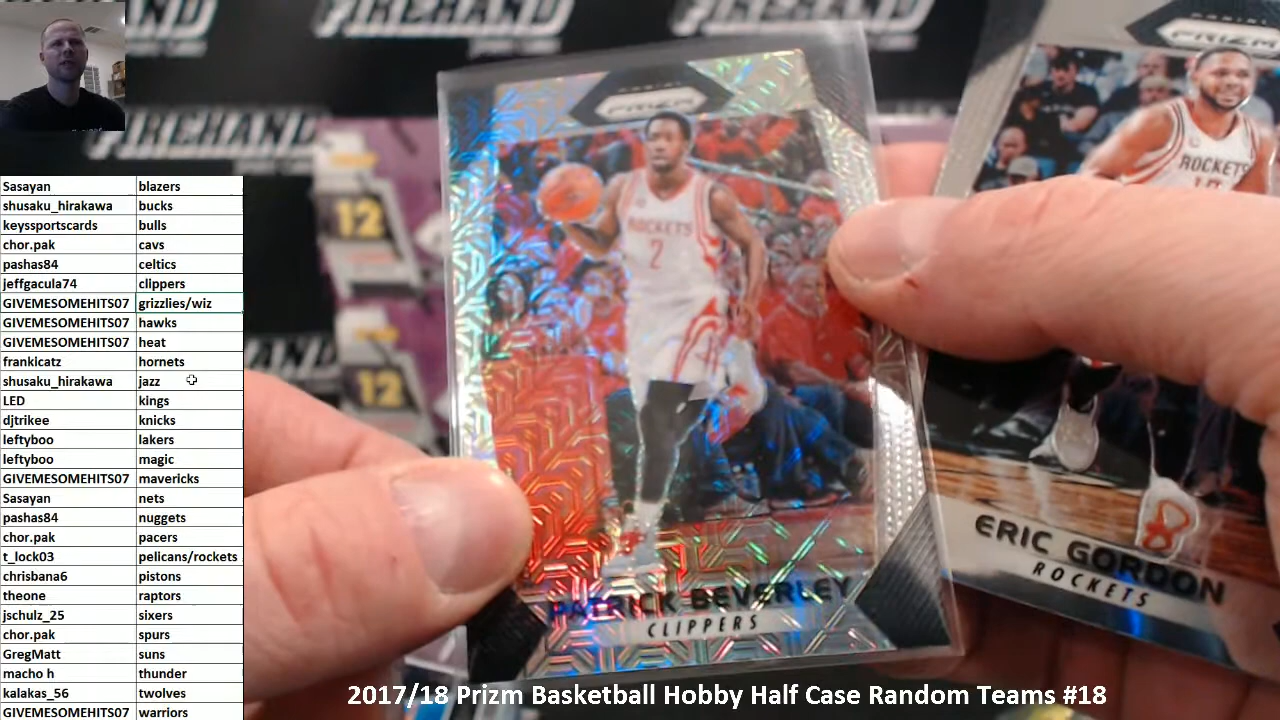 Sasayan blazers
shusaku_hirakawa bucks
keyssportscards bulls
chor.pak cavs
pashas84 celtics
jeffgacula74 clippers
GIVEMESOMEHITS07 grizzlies/wiz
GIVEMESOMEHITS07 hawks
GIVEMESOMEHITS07 heat
frankicatz hornets
shusaku_hirakawa jazz
LED kings
djtrikee knicks
leftyboo lakers
leftyboo magic
GIVEMESOMEHITS07 mavericks
Sasayan nets
pashas84 nuggets
chor.pak pacers
t_lock03 pelicans/rockets
chrisbana6 pistons
theone raptors
jschulz_25 sixers
chor.pak spurs
GregMatt suns
macho h thunder
kalakas_56 twolves
GIVEMESOMEHITS07 warriors
FIREHAND
12
12
PANINI
PRIZM
ROCKETS
2
PATRICK BEVERLEY
CLIPPERS
PANINI
PRIZM
ROCKETS
ERIC GORDON
ROCKETS
2017/18 Prizm Basketball Hobby Half Case Random Teams #18